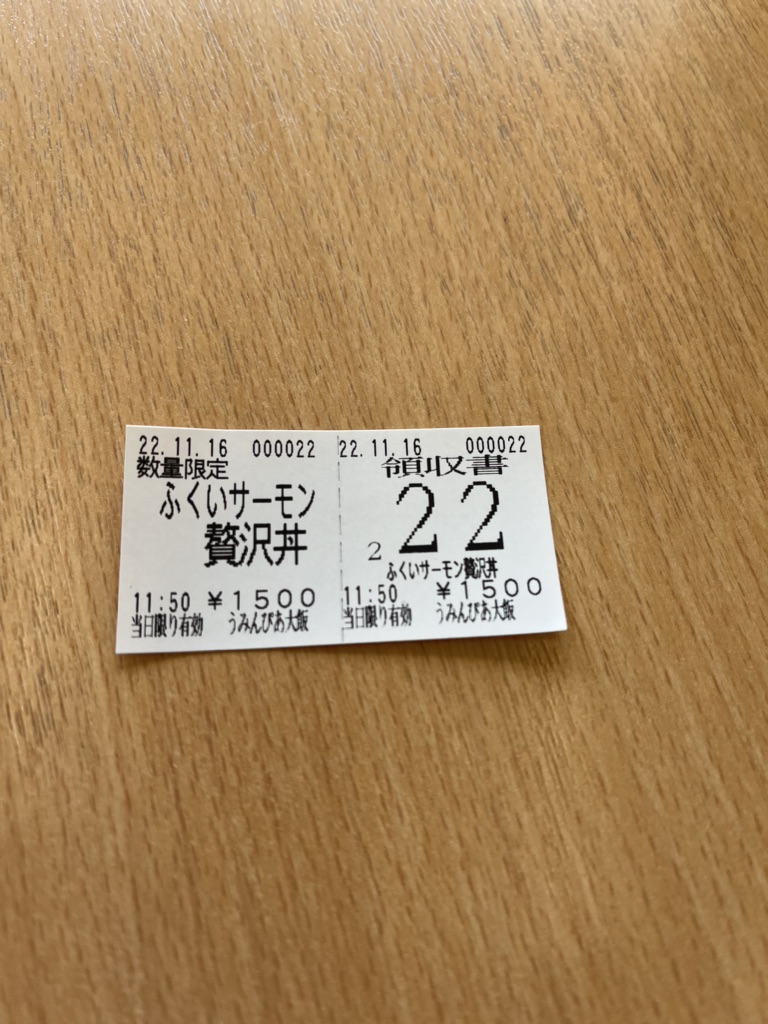 22.11.16 000022
数量限定
ふくいサーモン
贅沢丼
11:50 ¥1500
当日限り有効 うみんぴあ大飯
22.11.16 000022
領収書
2 22
ふくいサーモン贅沢丼
11:50 ¥1500
当日限り有効 うみんぴあ大飯